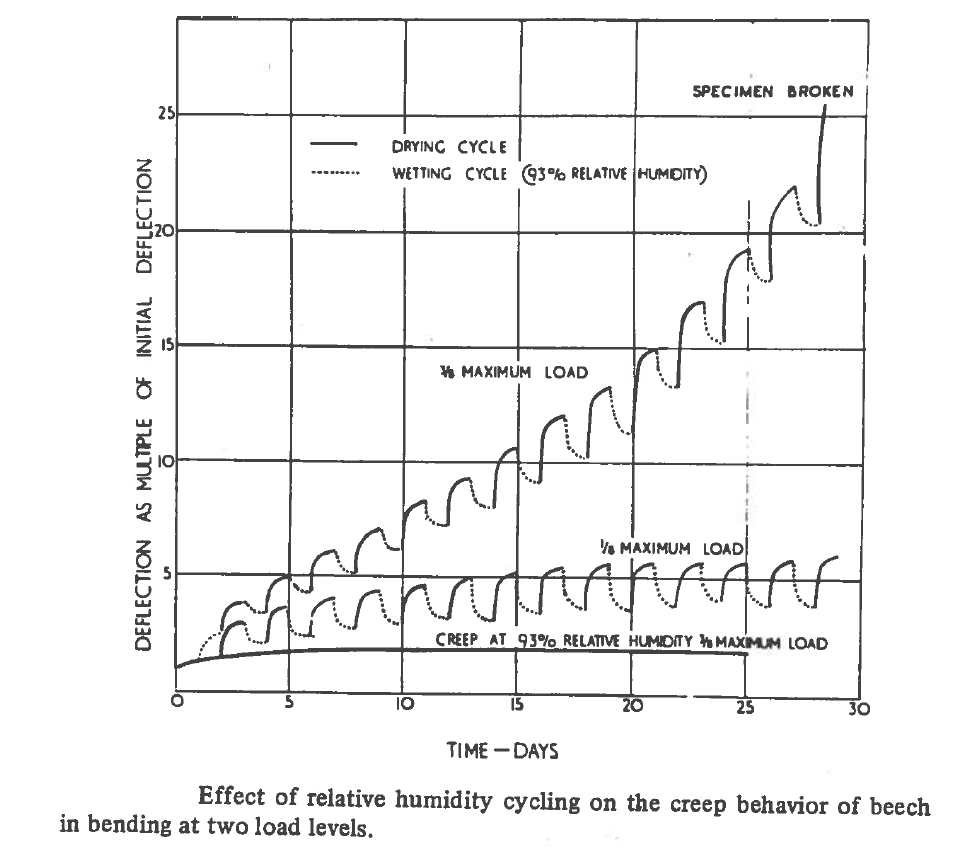 SPECIMEN BROKEN
25
DRYING CYCLE
WETTING CYCLE (93% RELATIVE HUMIDITY)
20
DEFLECTION AS MULTIPLE OF INITIAL DEFLECTION
15
3/8 MAXIMUM LOAD
10
1/8 MAXIMUM LOAD
5
CREEP AT 93% RELATIVE HUMIDITY 3/8 MAXIMUM LOAD
0 5 10 15 20 25 30
TIME — DAYS
Effect of relative humidity cycling on the creep behavior of beech
in bending at two load levels.